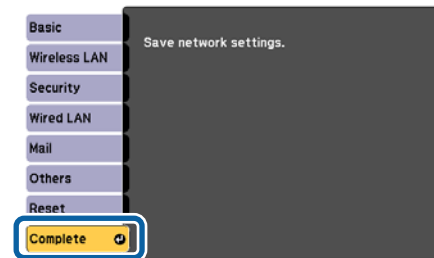 Basic
Wireless LAN
Security
Wired LAN
Mail
Others
Reset
Complete
Save network settings.